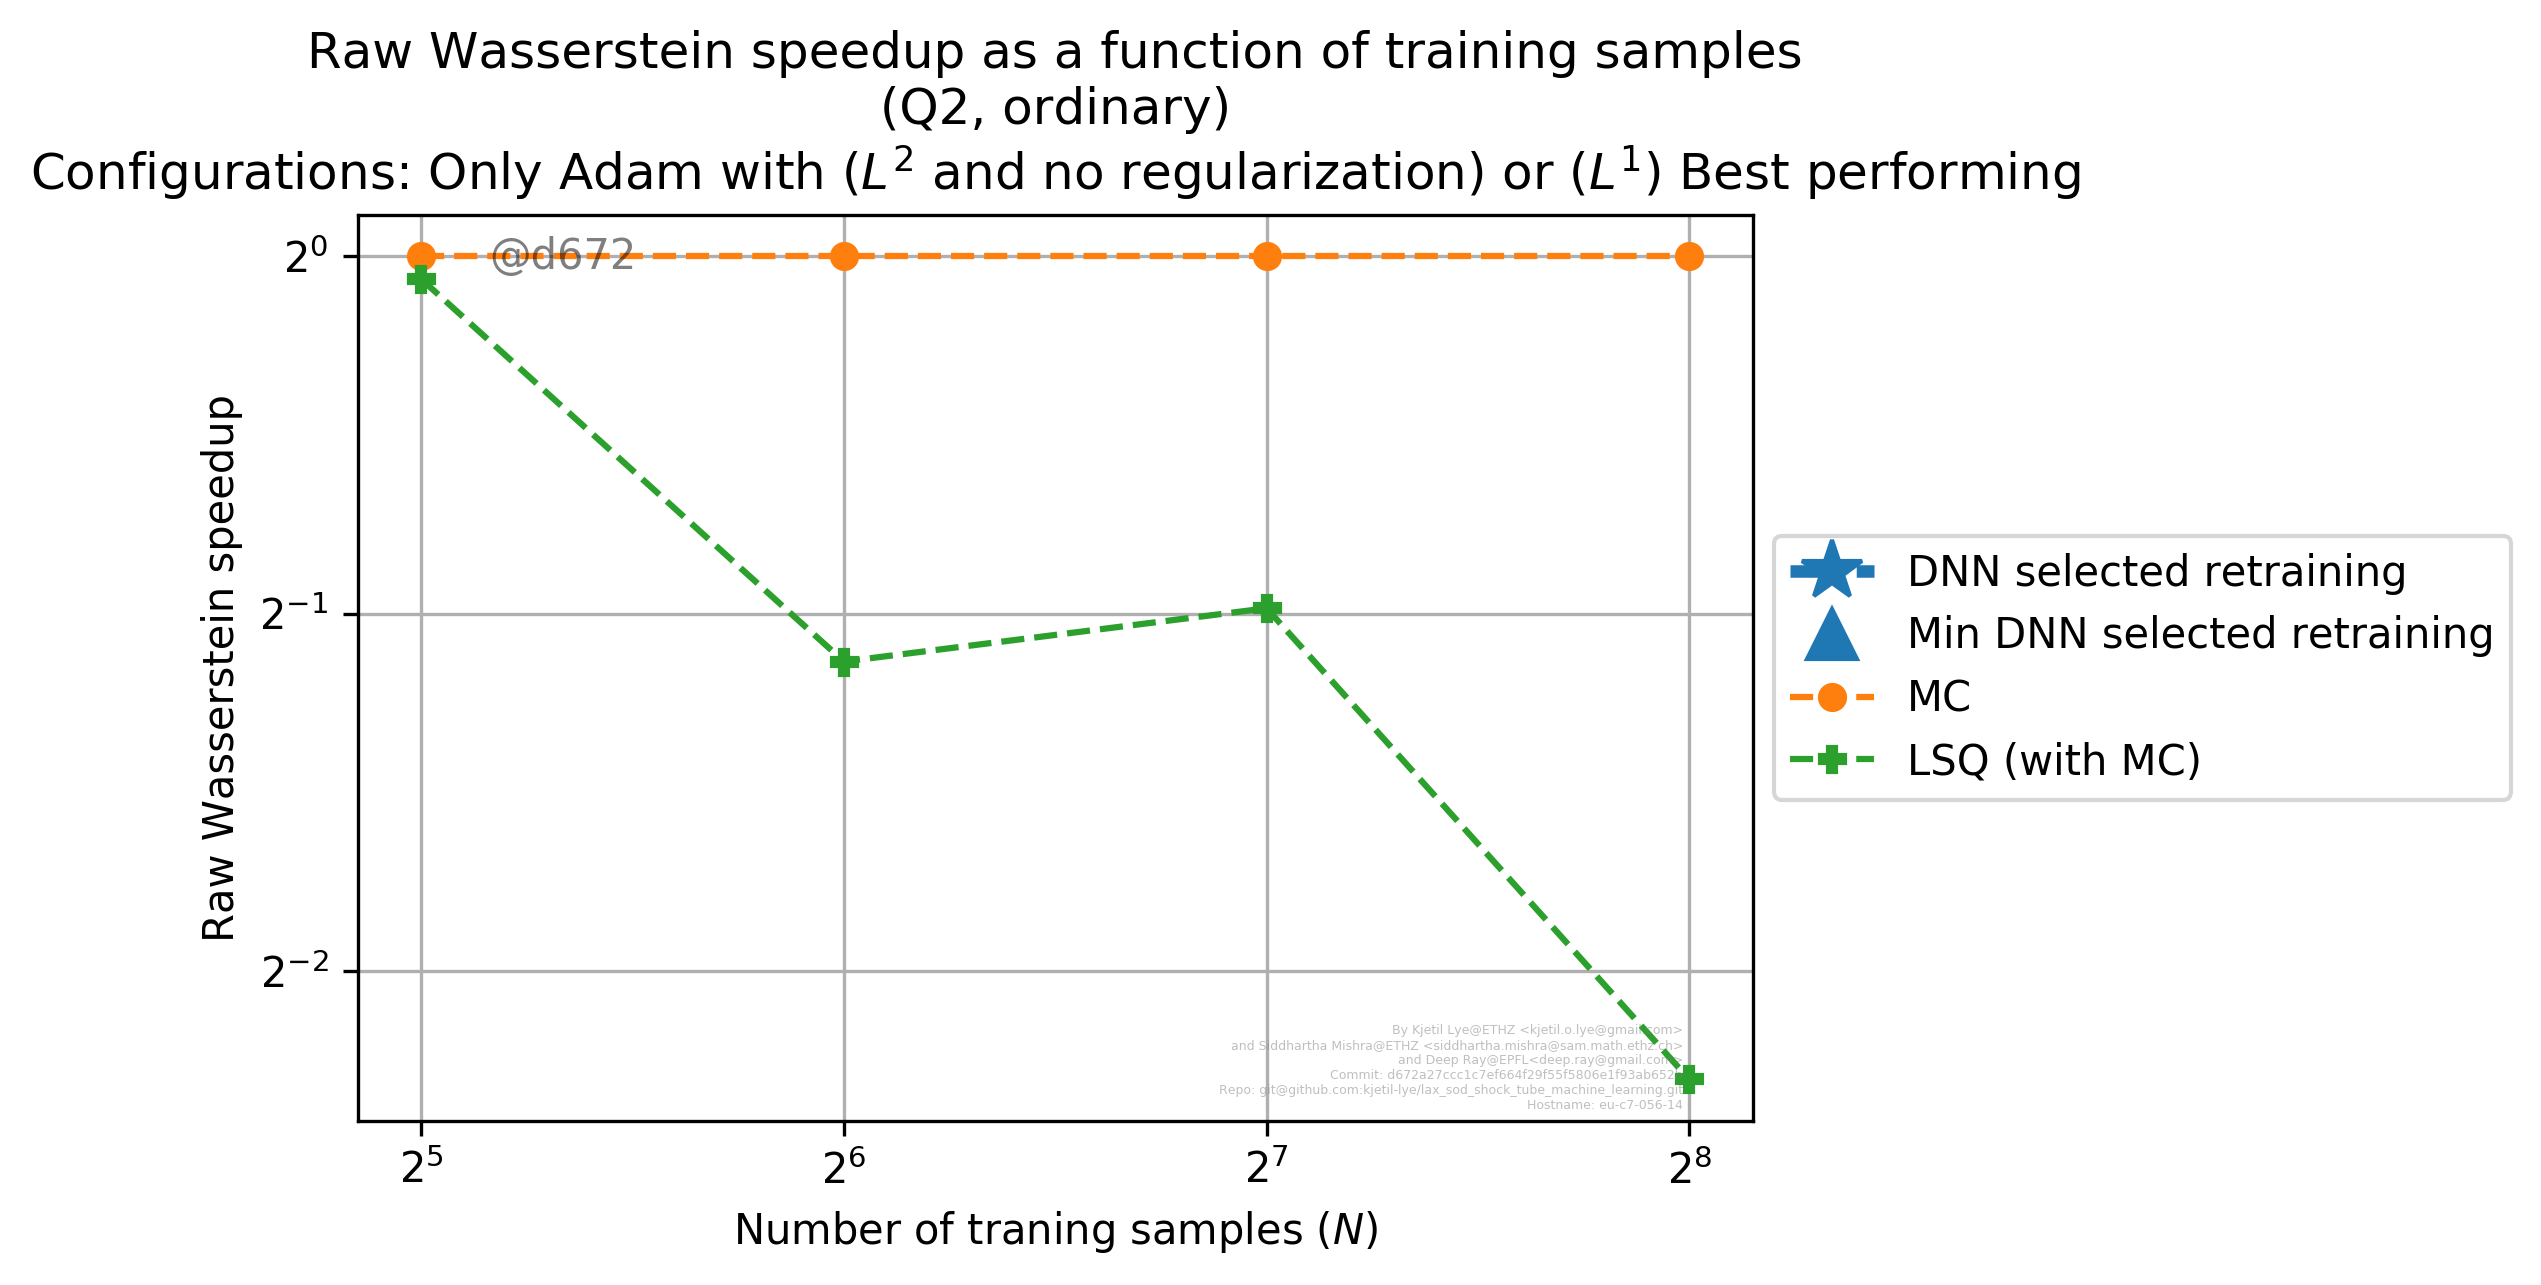 Raw Wasserstein speedup as a function of training samples
(Q2, ordinary)
Configurations: Only Adam with (L² and no regularization) or (L¹) Best performing
2⁰
@d672
2⁻¹
2⁻²
Raw Wasserstein speedup
DNN selected retraining
Min DNN selected retraining
MC
LSQ (with MC)
By Kjetil Lye@ETHZ <kjetil.o.lye@gmail.com>
and Siddhartha Mishra@ETHZ <siddhartha.mishra@sam.math.ethz.ch>
and Deep Ray@EPFL<deep.ray@gmail.com>
Commit:
Repo: git@github.com:kjetil-lye/lax_sod_shock_tube_machine_learning.git
Hostname: eu-c7-056-14
2⁵
2⁶
2⁷
2⁸
Number of traning samples (N)